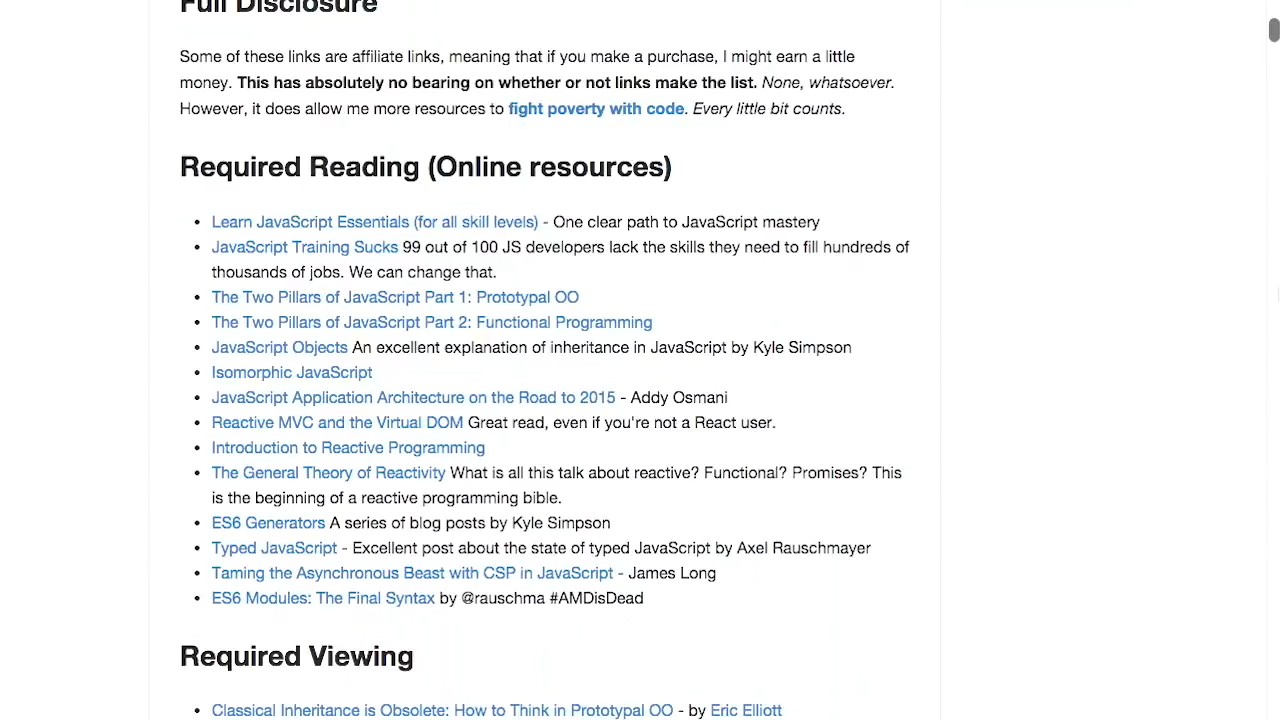 Full Disclosure
Some of these links are affiliate links, meaning that if you make a purchase, I might earn a little
money. This has absolutely no bearing on whether or not links make the list. None, whatsoever.
However, it does allow me more resources to fight poverty with code. Every little bit counts.
Required Reading (Online resources)
• Learn JavaScript Essentials (for all skill levels) - One clear path to JavaScript mastery
• JavaScript Training Sucks 99 out of 100 JS developers lack the skills they need to fill hundreds of
thousands of jobs. We can change that.
• The Two Pillars of JavaScript Part 1: Prototypal OO
• The Two Pillars of JavaScript Part 2: Functional Programming
• JavaScript Objects An excellent explanation of inheritance in JavaScript by Kyle Simpson
• Isomorphic JavaScript
• JavaScript Application Architecture on the Road to 2015 - Addy Osmani
• Reactive MVC and the Virtual DOM Great read, even if you're not a React user.
• Introduction to Reactive Programming
• The General Theory of Reactivity What is all this talk about reactive? Functional? Promises? This
is the beginning of a reactive programming bible.
• ES6 Generators A series of blog posts by Kyle Simpson
• Typed JavaScript - Excellent post about the state of typed JavaScript by Axel Rauschmayer
• Taming the Asynchronous Beast with CSP in JavaScript - James Long
• ES6 Modules: The Final Syntax by @rauschma #AMDisDead
Required Viewing
• Classical Inheritance is Obsolete: How to Think in Prototypal OO - by Eric Elliott